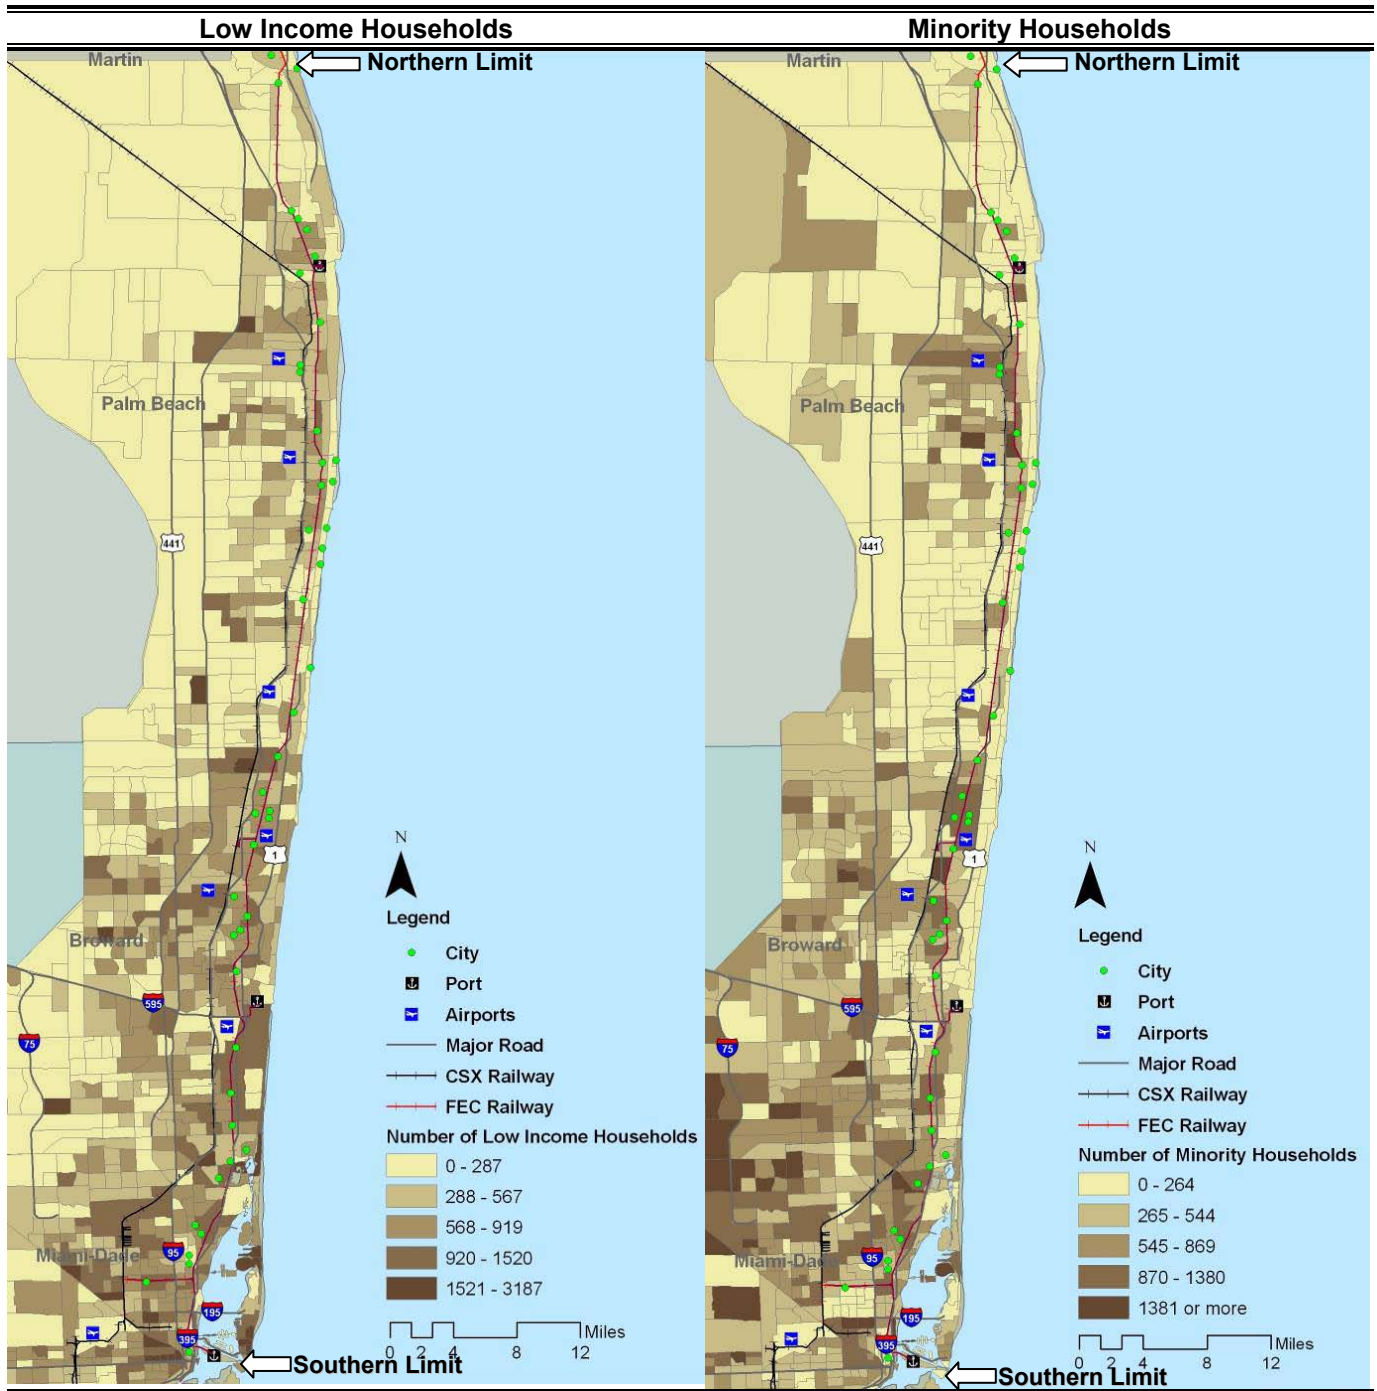 Low Income Households
Martin
Northern Limit
Palm Beach
441
1
Broward
595
75
Miami-Dade
95
195
395
N
Legend
City
Port
Airports
Major Road
CSX Railway
FEC Railway
Number of Low Income Households
0 - 287
288 - 567
568 - 919
920 - 1520
1521 - 3187
Miles
0 2 4 8 12
Southern Limit
Minority Households
Martin
Northern Limit
Palm Beach
441
1
Broward
595
75
Miami-Dade
95
195
395
N
Legend
City
Port
Airports
Major Road
CSX Railway
FEC Railway
Number of Minority Households
0 - 264
265 - 544
545 - 869
870 - 1380
1381 or more
Miles
0 2 4 8 12
Southern Limit